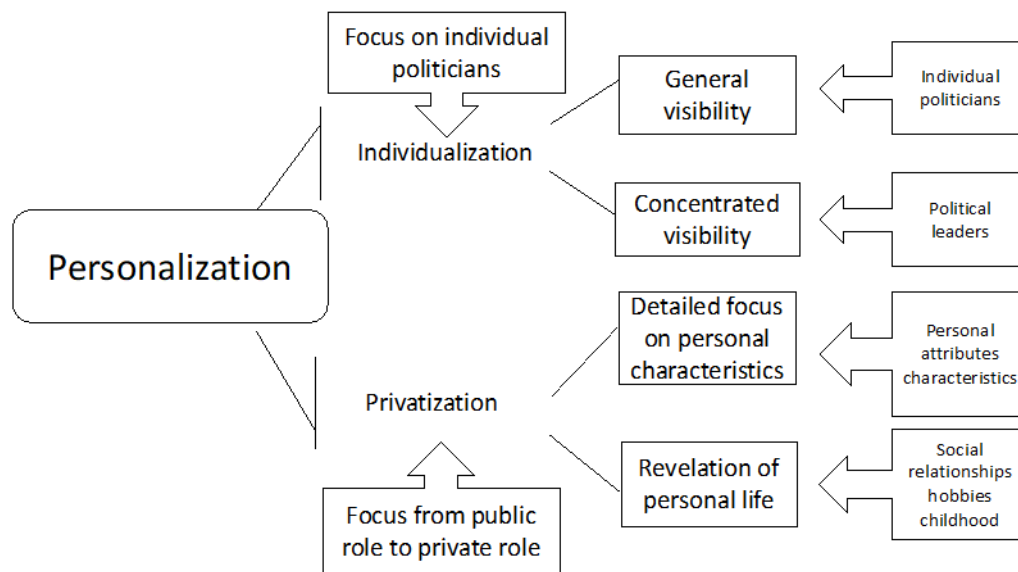 Focus on individual
politicians
Individualization
General
visibility
Individual
politicians
Concentrated
visibility
Political
leaders
Personalization
Detailed focus
on personal
characteristics
Personal
attributes
characteristics
Privatization
Revelation of
personal life
Social
relationships
hobbies
childhood
Focus from public
role to private role